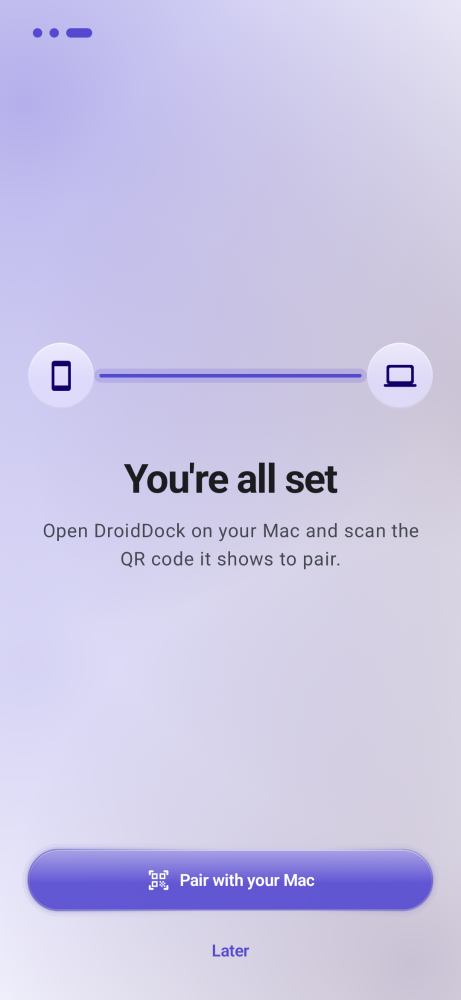 You're all set
Open DroidDock on your Mac and scan the
QR code it shows to pair.
Pair with your Mac
Later